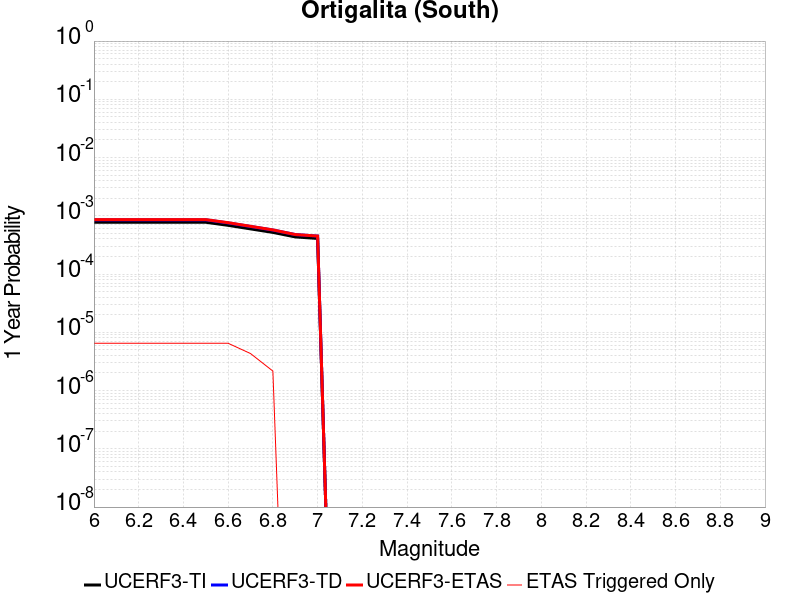 Ortigalita (South)
10^0
10^-1
10^-2
10^-3
10^-4
10^-5
10^-6
10^-7
10^-8
1 Year Probability
6 6.2 6.4 6.6 6.8 7 7.2 7.4 7.6 7.8 8 8.2 8.4 8.6 8.8 9
Magnitude
UCERF3-TI UCERF3-TD UCERF3-ETAS ETAS Triggered Only